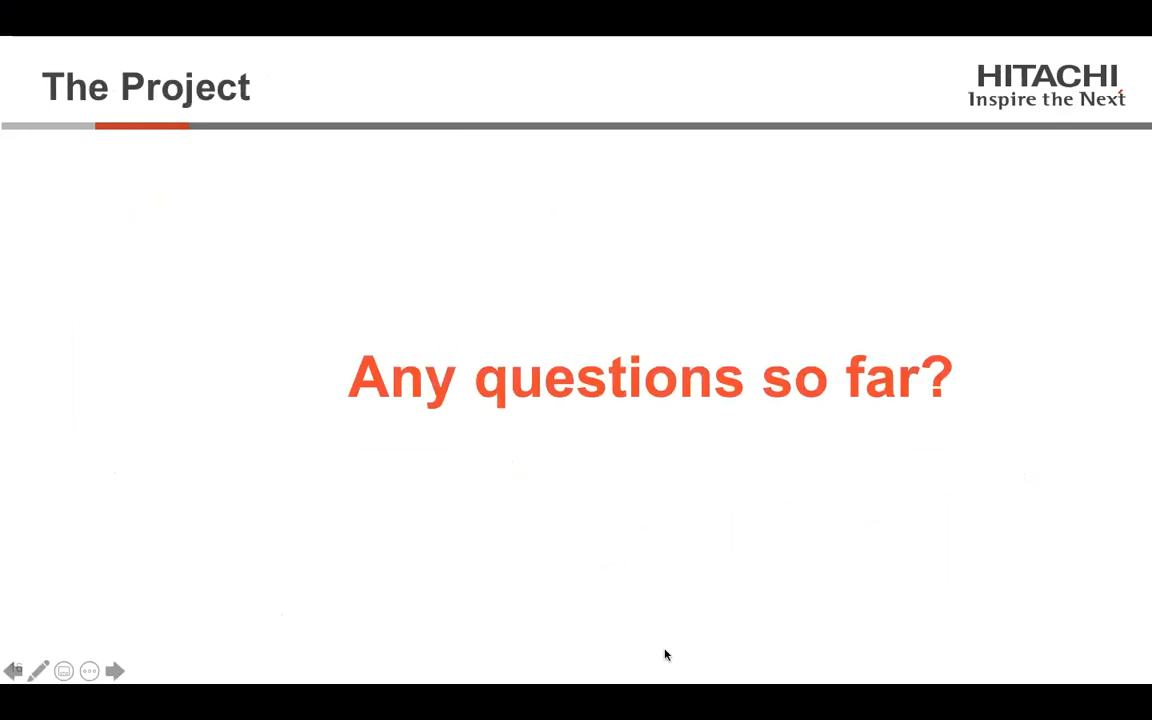 The Project
HITACHI
Inspire the Next
Any questions so far?